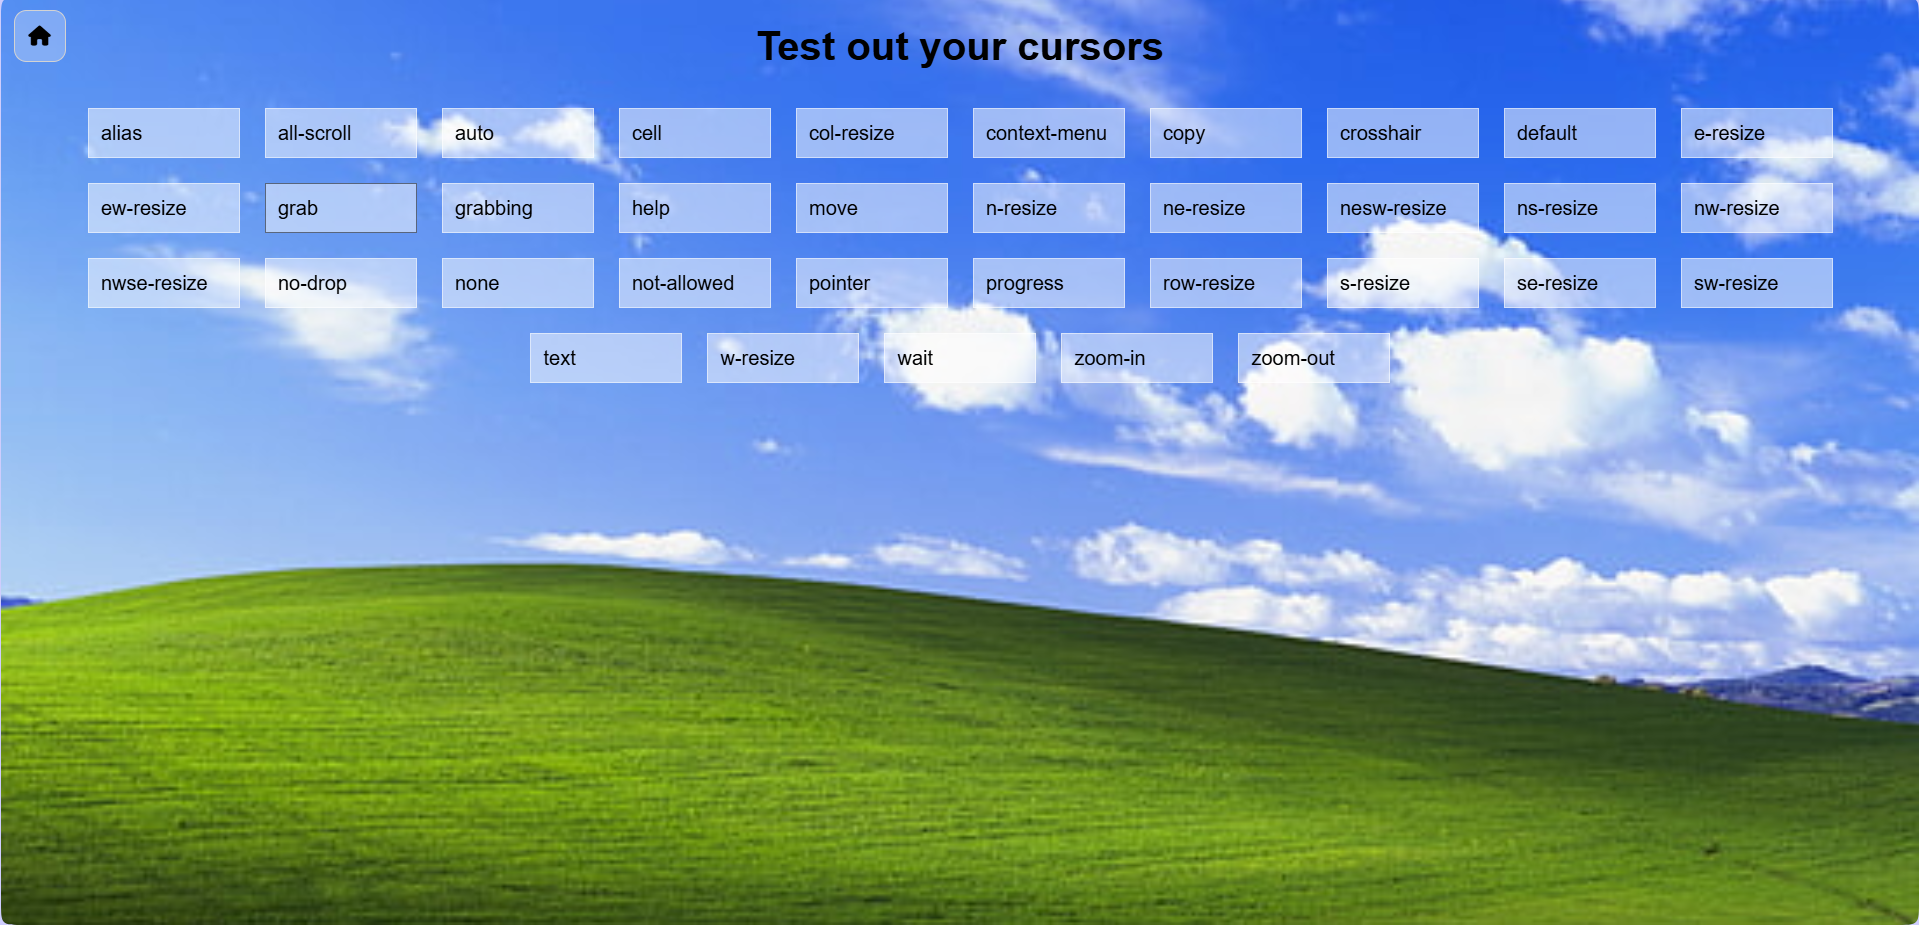 Test out your cursors
alias all-scroll auto cell col-resize context-menu copy crosshair default e-resize
ew-resize grab grabbing help move n-resize ne-resize nesw-resize ns-resize nw-resize
nwse-resize no-drop none not-allowed pointer progress row-resize s-resize se-resize sw-resize
text w-resize wait zoom-in zoom-out